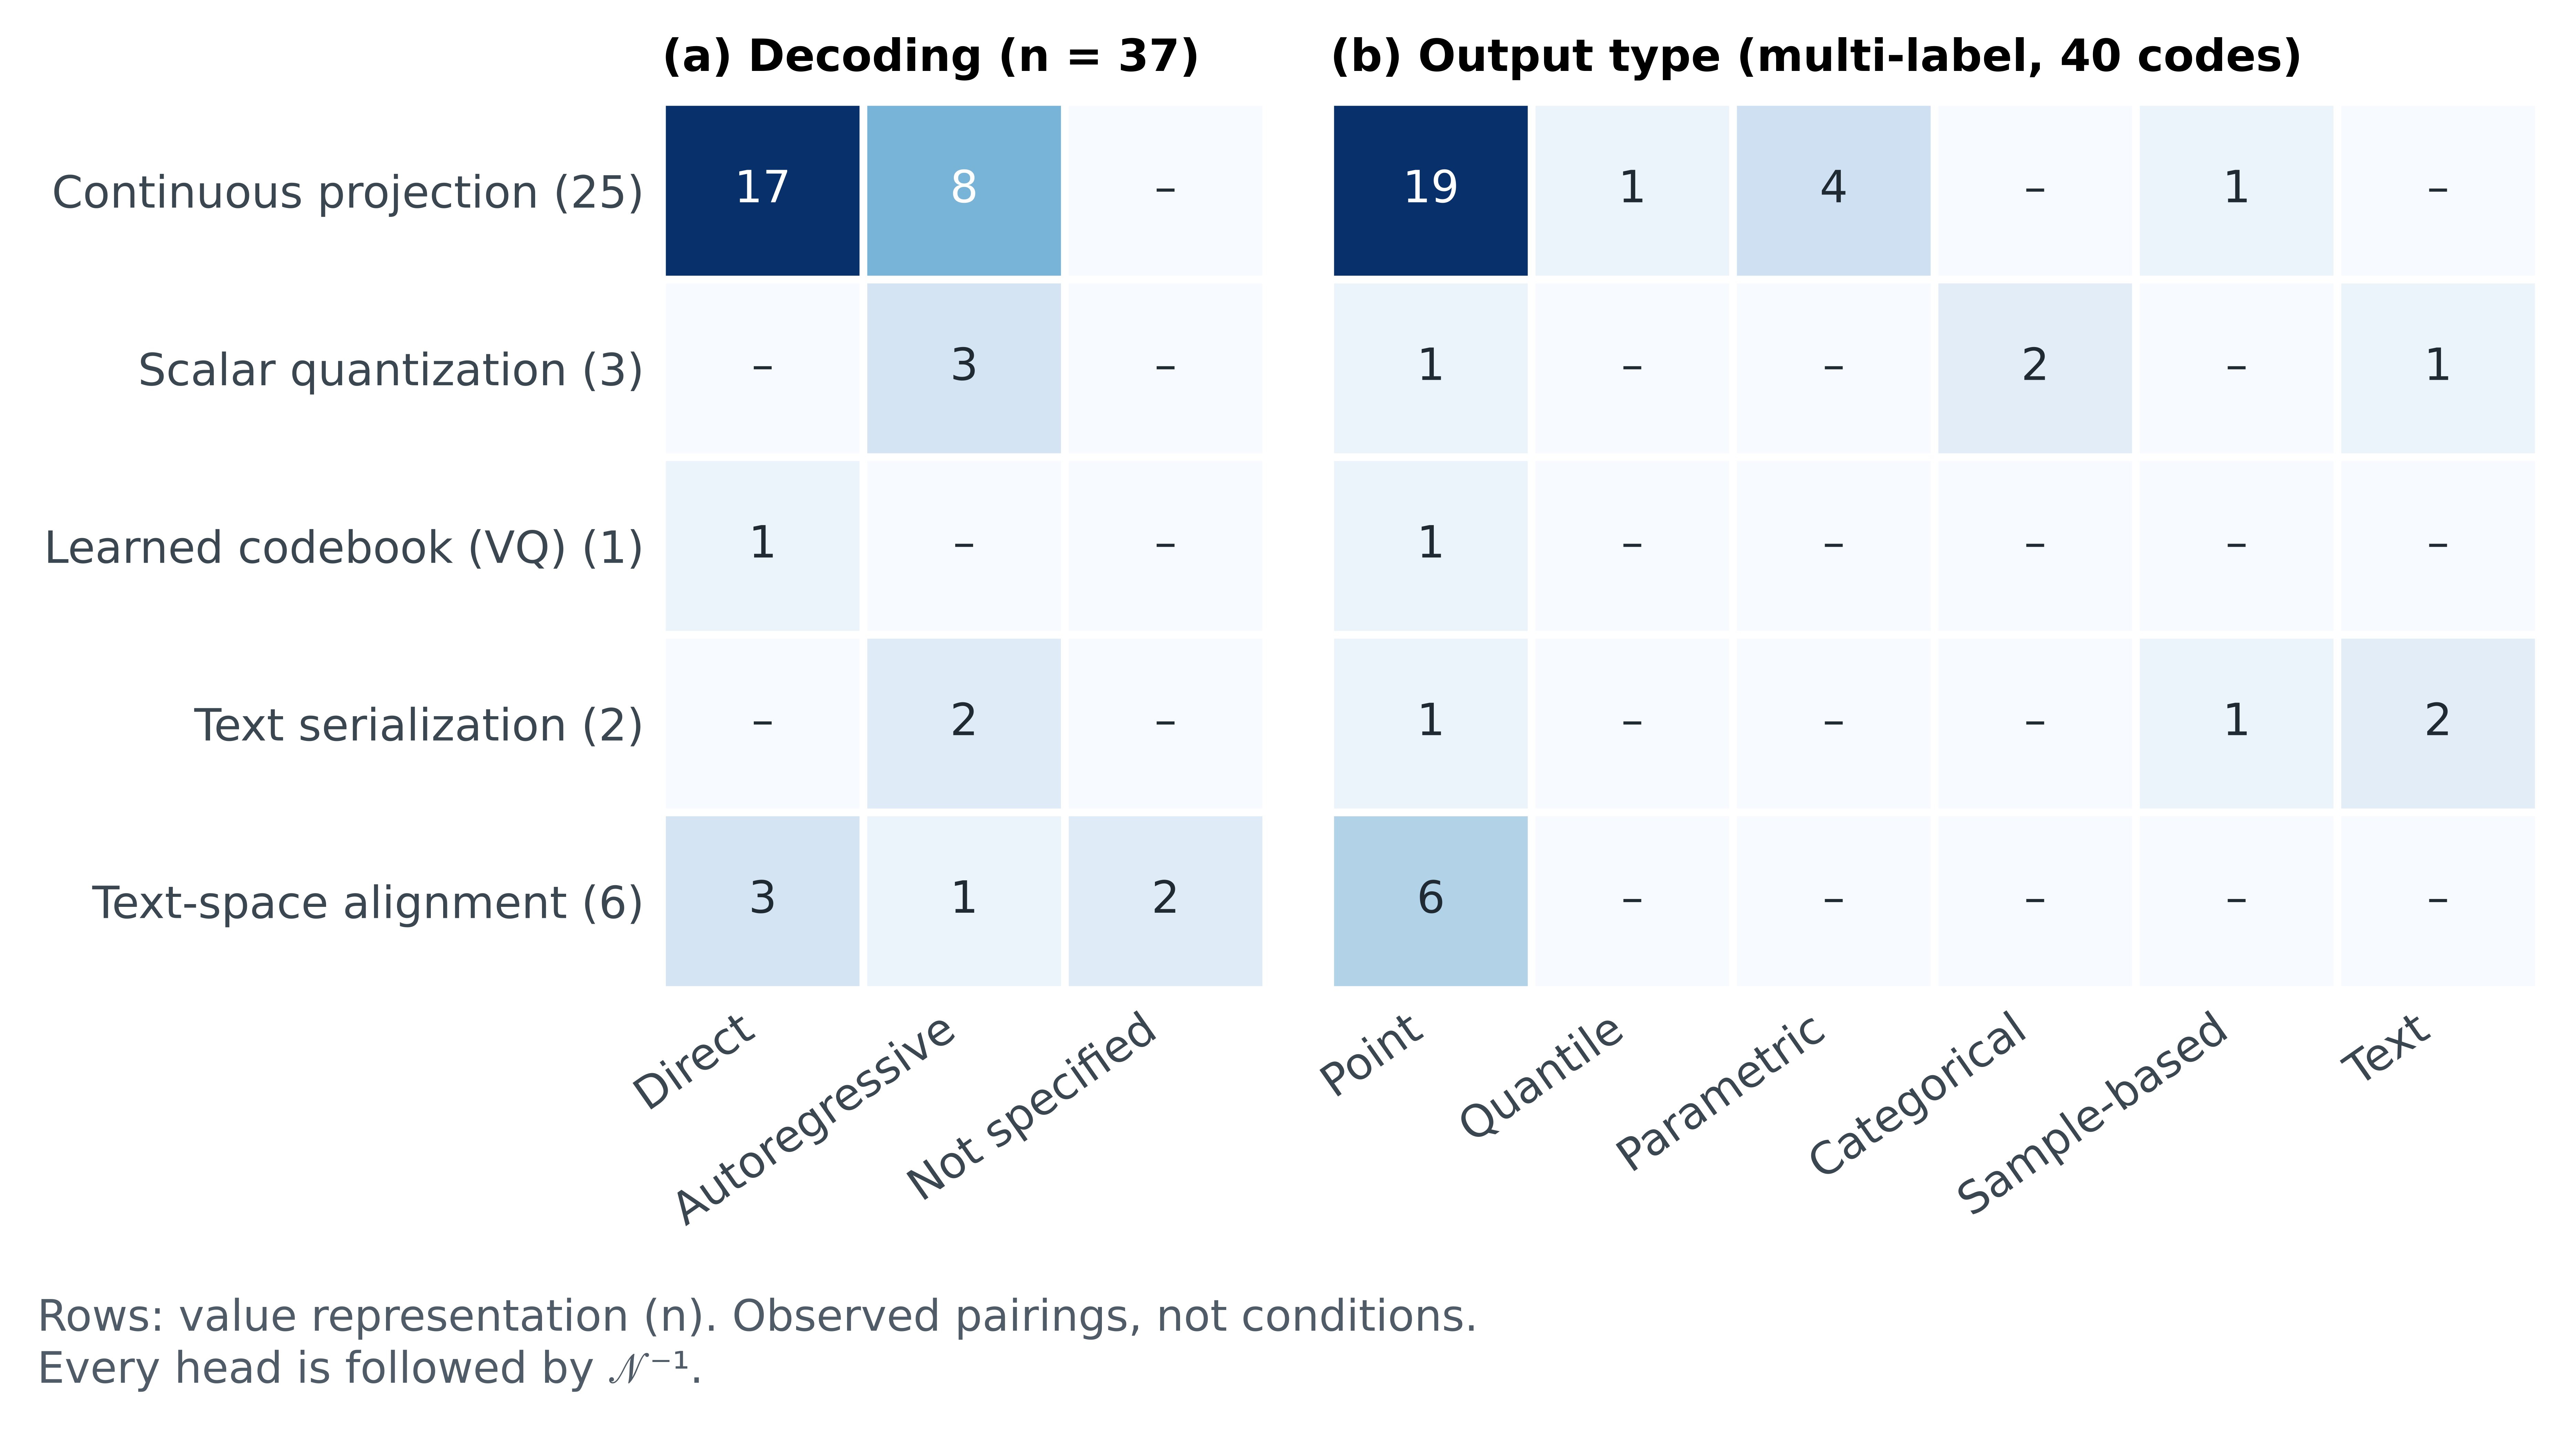 (a) Decoding (n = 37) (b) Output type (multi-label, 40 codes)
Continuous projection (25) 17 8 – 19 1 4 – 1 –
Scalar quantization (3) – 3 – 1 – – 2 – 1
Learned codebook (VQ) (1) 1 – – 1 – – – – –
Text serialization (2) – 2 – 1 – – – 1 2
Text-space alignment (6) 3 1 2 6 – – – – –
Direct Autoregressive Not specified Point Quantile Parametric Categorical Sample-based Text
Rows: value representation (n). Observed pairings, not conditions.
Every head is followed by 𝒩⁻¹.